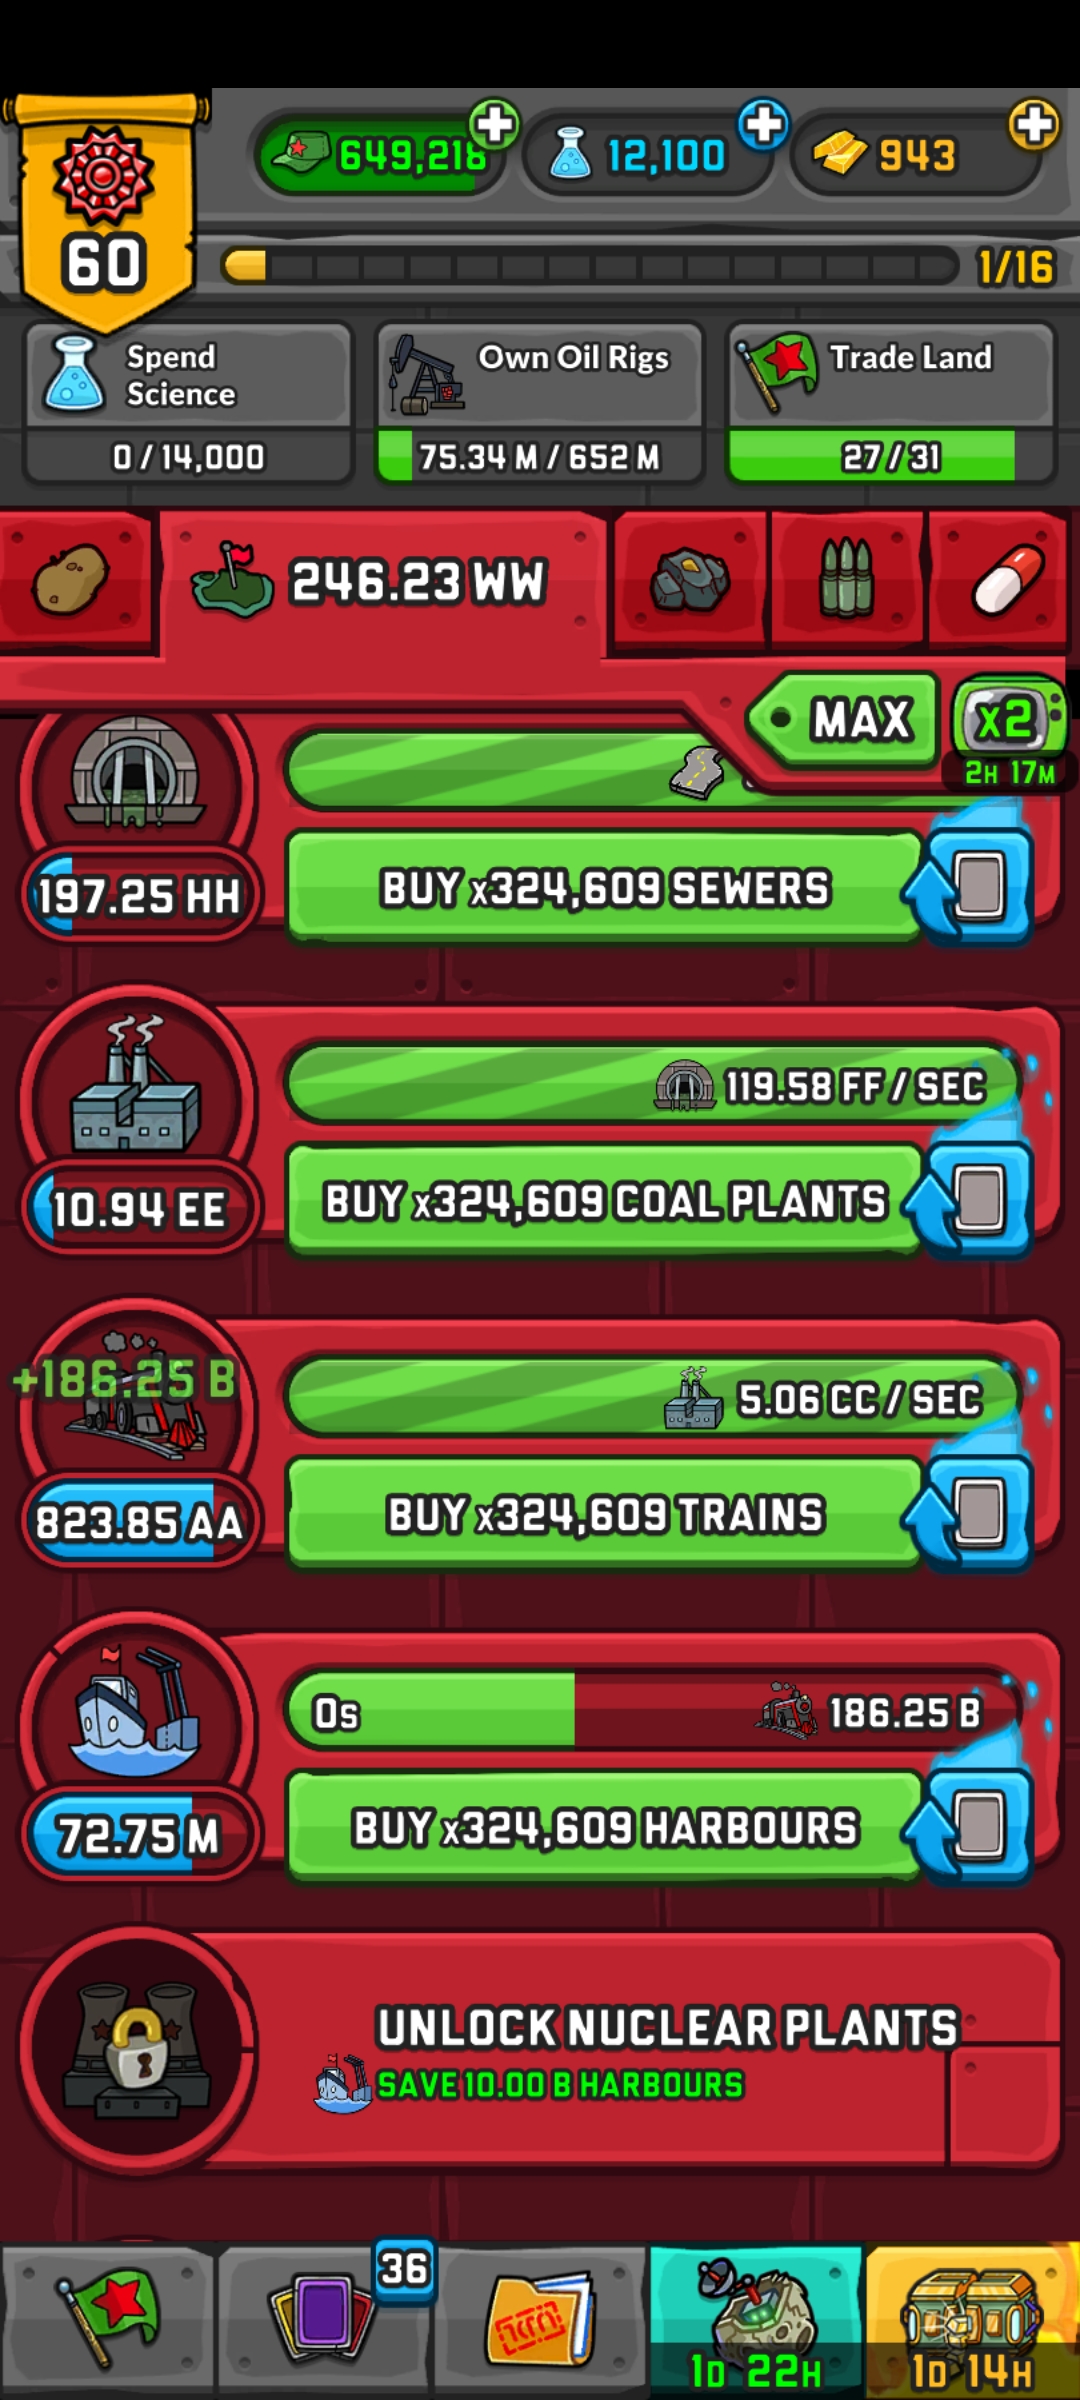 649,218
12,100
943
60
1/16
Spend
Science
0 / 14,000
Own Oil Rigs
75.34 M / 652 M
Trade Land
27 / 31
246.23 WW
MAX
x2
2H 17M
197.25 HH
BUY x324,609 SEWERS
119.58 FF / SEC
10.94 EE
BUY x324,609 COAL PLANTS
+186.25 B
5.06 CC / SEC
823.85 AA
BUY x324,609 TRAINS
0s
186.25 B
72.75 M
BUY x324,609 HARBOURS
UNLOCK NUCLEAR PLANTS
SAVE 10.00 B HARBOURS
36
1D 22H
1D 14H